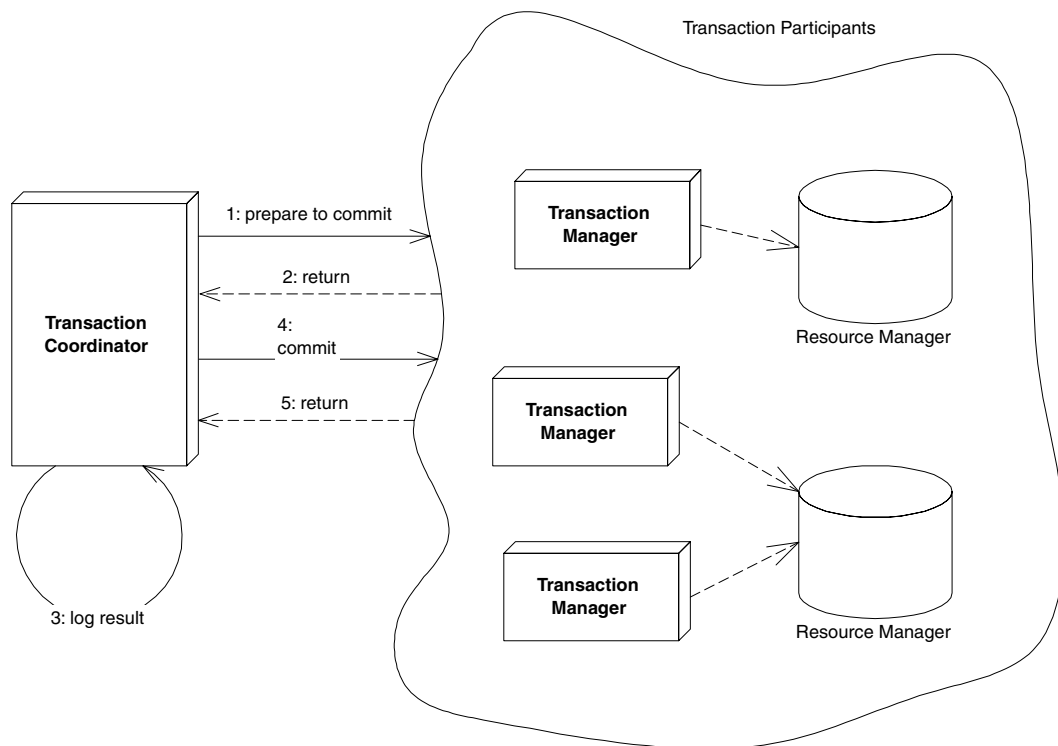 Transaction Participants
1: prepare to commit
2: return
4:
commit
5: return
Transaction
Coordinator
3: log result
Transaction
Manager
Resource Manager
Transaction
Manager
Transaction
Manager
Resource Manager